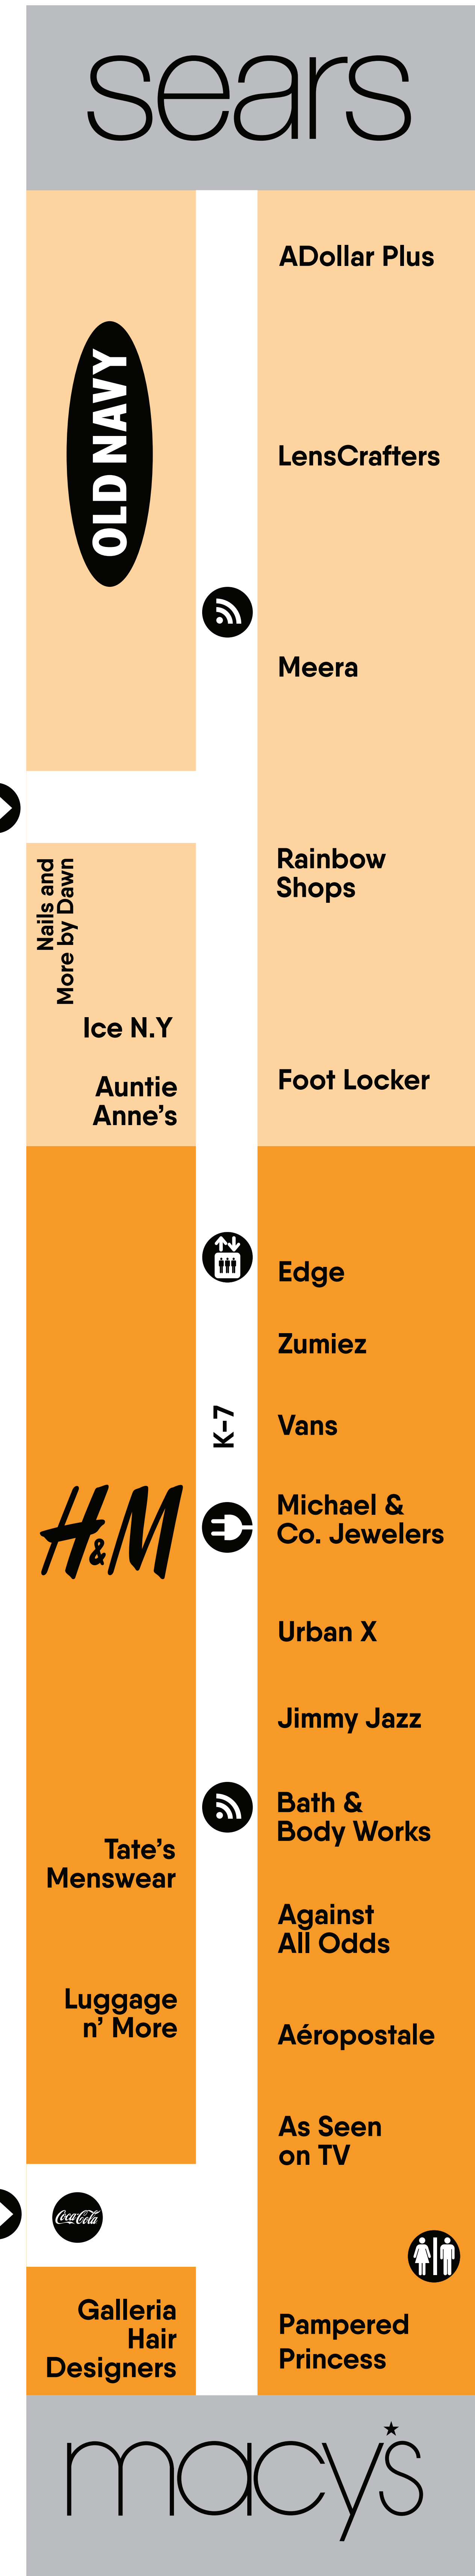 sears
ADollar Plus
OLD NAVY
LensCrafters
Meera
Rainbow
Shops
Nails and
More by Dawn
Ice N.Y
Foot Locker
Auntie
Anne's
Edge
Zumiez
K-7
Vans
H&M
Michael &
Co. Jewelers
Urban X
Jimmy Jazz
Bath &
Body Works
Tate's
Menswear
Against
All Odds
Luggage
n' More
Aéropostale
As Seen
on TV
Coca-Cola
Galleria
Hair
Designers
Pampered
Princess
macy's